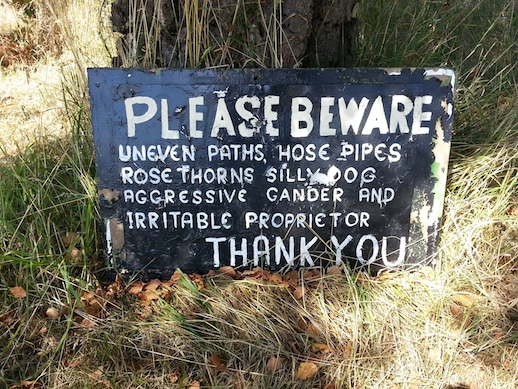 PLEASE BEWARE
UNEVEN PATHS, HOSE PIPES
ROSE THORNS SILLY DOG
AGGRESSIVE GANDER AND
IRRITABLE PROPRIETOR
THANK YOU